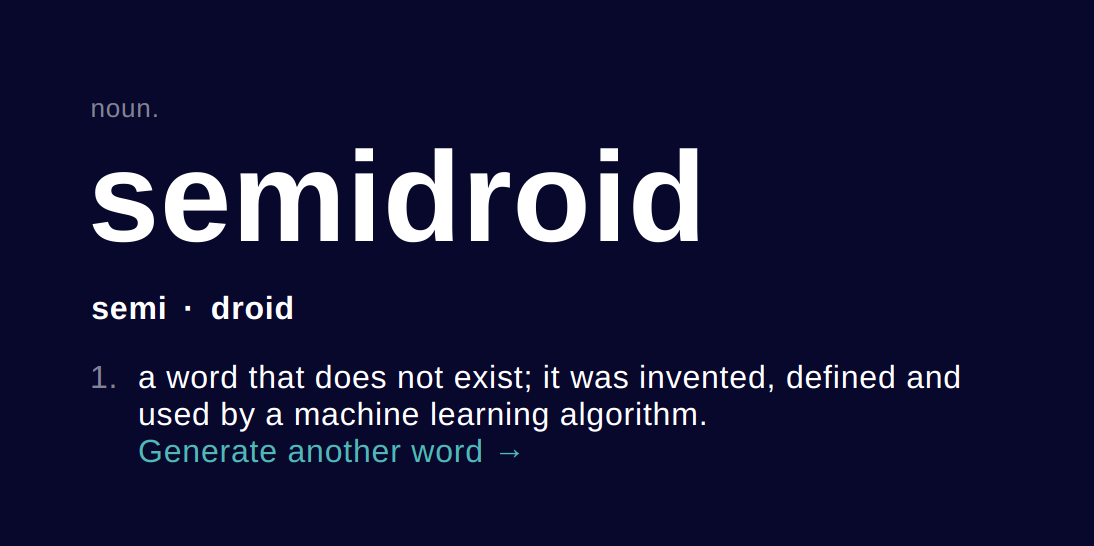 noun.
semidroid
semi · droid
1. a word that does not exist; it was invented, defined and
used by a machine learning algorithm.
Generate another word →